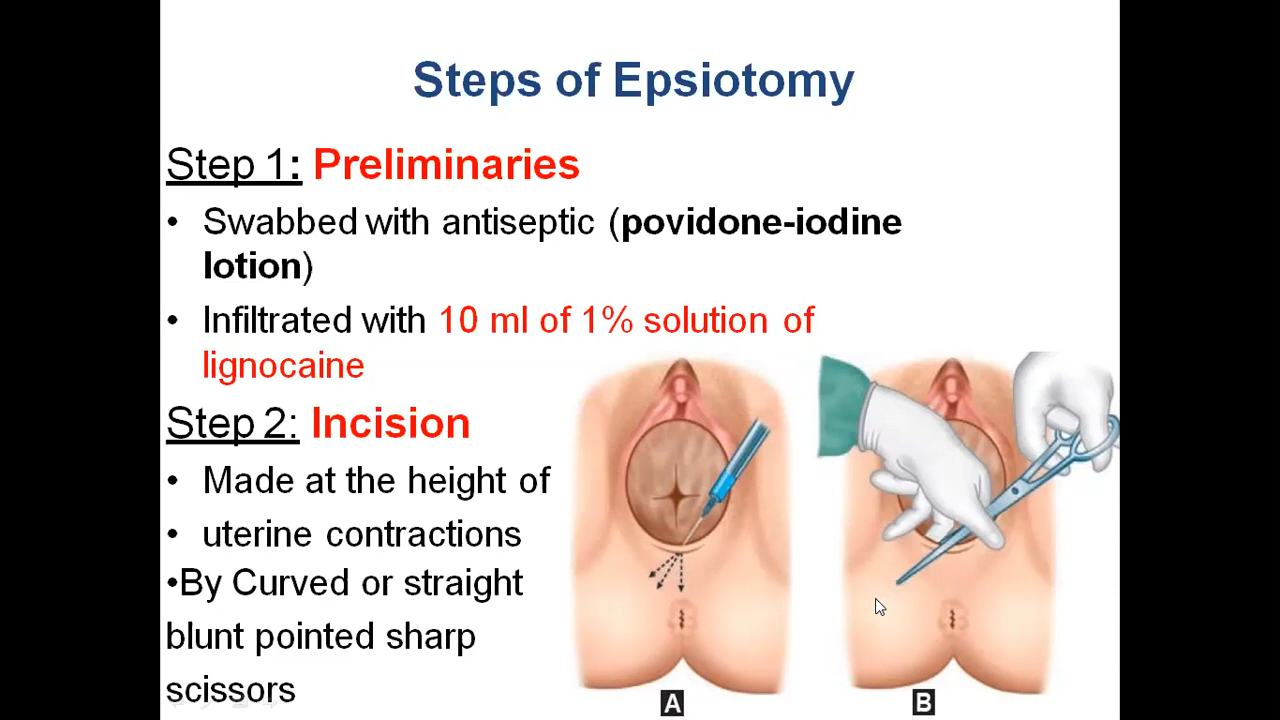 Steps of Epsiotomy
Step 1: Preliminaries
• Swabbed with antiseptic (povidone-iodine
lotion)
• Infiltrated with 10 ml of 1% solution of
lignocaine
Step 2: Incision
• Made at the height of
• uterine contractions
•By Curved or straight
blunt pointed sharp
scissors
A
B